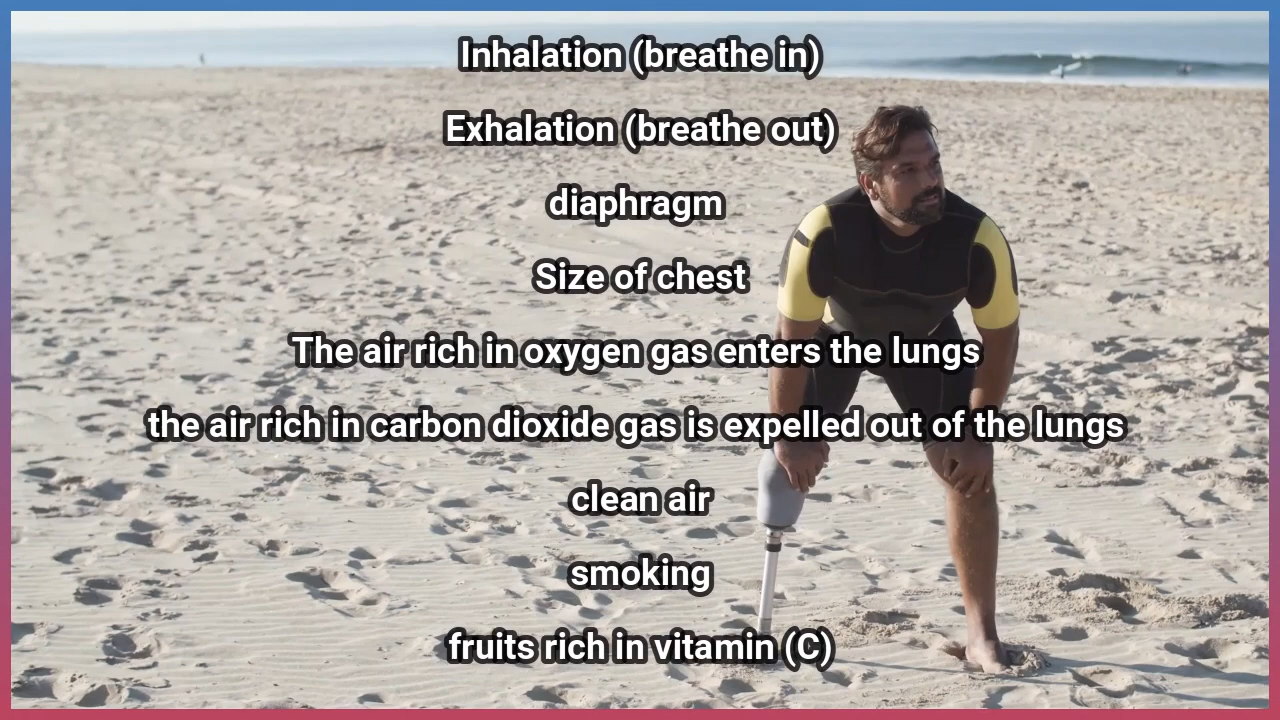 Inhalation (breathe in)
Exhalation (breathe out)
diaphragm
Size of chest
The air rich in oxygen gas enters the lungs
the air rich in carbon dioxide gas is expelled out of the lungs
clean air
smoking
fruits rich in vitamin (C)